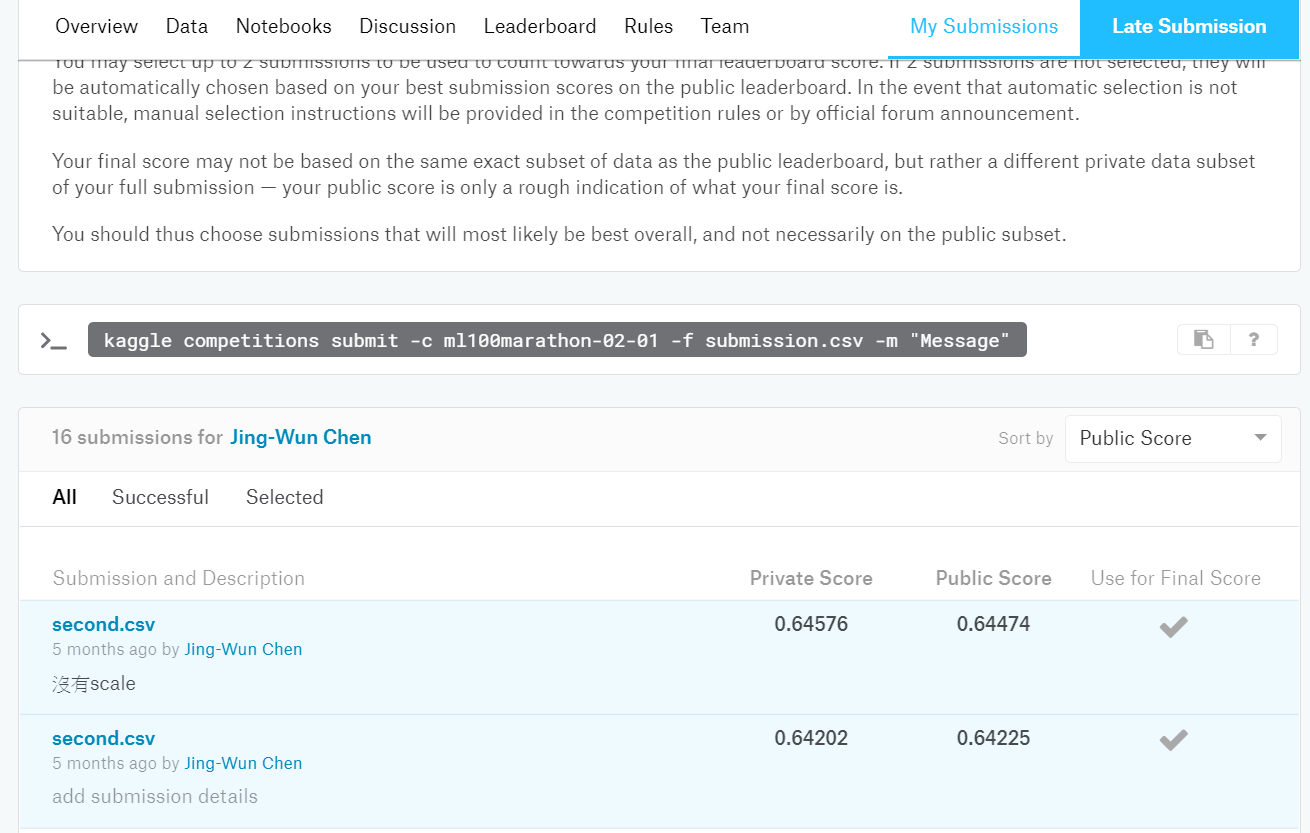 Overview Data Notebooks Discussion Leaderboard Rules Team My Submissions Late Submission
You may select up to 2 submissions to be used to count towards your final leaderboard score. If 2 submissions are not selected, they will
be automatically chosen based on your best submission scores on the public leaderboard. In the event that automatic selection is not
suitable, manual selection instructions will be provided in the competition rules or by official forum announcement.
Your final score may not be based on the same exact subset of data as the public leaderboard, but rather a different private data subset
of your full submission — your public score is only a rough indication of what your final score is.
You should thus choose submissions that will most likely be best overall, and not necessarily on the public subset.
>_ kaggle competitions submit -c ml100marathon-02-01 -f submission.csv -m "Message" ?
16 submissions for Jing-Wun Chen Sort by Public Score
All Successful Selected
Submission and Description Private Score Public Score Use for Final Score
second.csv 0.64576 0.64474
5 months ago by Jing-Wun Chen
沒有scale
second.csv 0.64202 0.64225
5 months ago by Jing-Wun Chen
add submission details